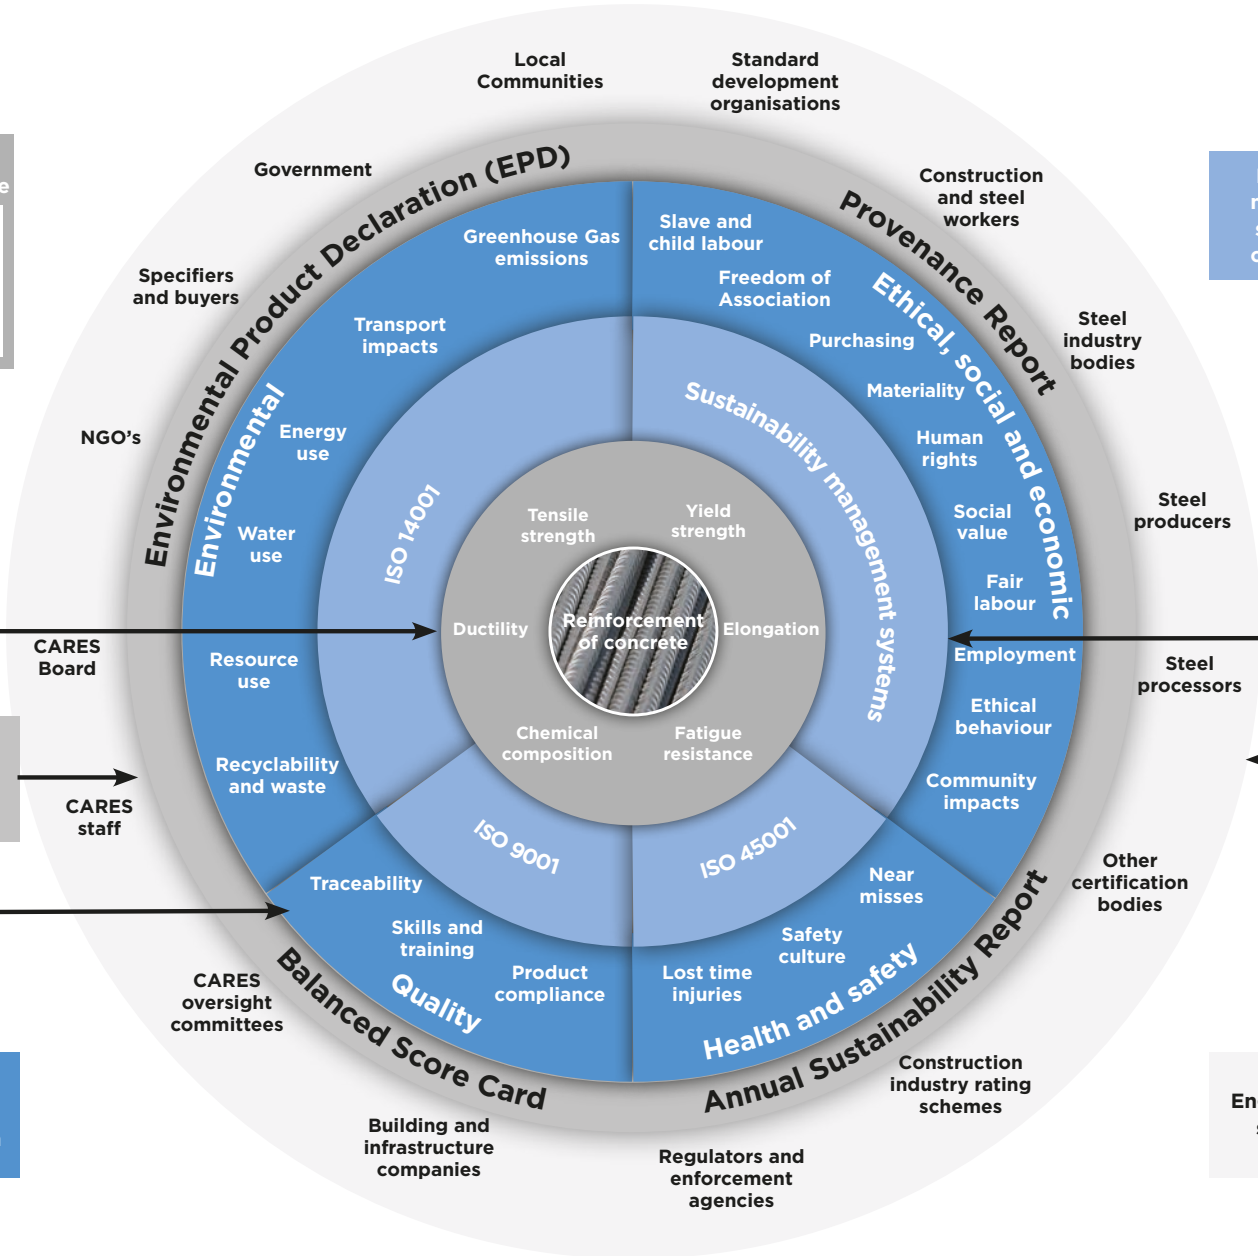 Local
Communities
Standard
development
organisations
Government
Construction
and steel
workers
Specifiers
and buyers
Steel
industry
bodies
NGO's
Steel
producers
CARES
Board
Steel
processors
CARES
staff
Other
certification
bodies
CARES
oversight
committees
Construction
industry rating
schemes
Building and
infrastructure
companies
Regulators and
enforcement
agencies
Environmental Product Declaration (EPD)
Provenance Report
Balanced Score Card
Annual Sustainability Report
Environmental
Greenhouse Gas
emissions
Transport
impacts
Energy
use
Water
use
Resource
use
Recyclability
and waste
Ethical, social and economic
Slave and
child labour
Freedom of
Association
Purchasing
Materiality
Human
rights
Social
value
Fair
labour
Employment
Ethical
behaviour
Community
impacts
Quality
Traceability
Skills and
training
Product
compliance
Health and safety
Near
misses
Safety
culture
Lost time
injuries
ISO 14001
Sustainability management systems
ISO 9001
ISO 45001
Tensile
strength
Yield
strength
Ductility
Elongation
Chemical
composition
Fatigue
resistance
Reinforcement
of concrete